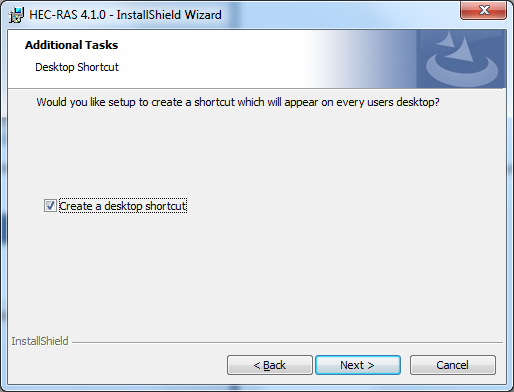 HEC-RAS 4.1.0 - InstallShield Wizard
Additional Tasks
Desktop Shortcut
Would you like setup to create a shortcut which will appear on every users desktop?
Create a desktop shortcut
InstallShield
< Back
Next >
Cancel